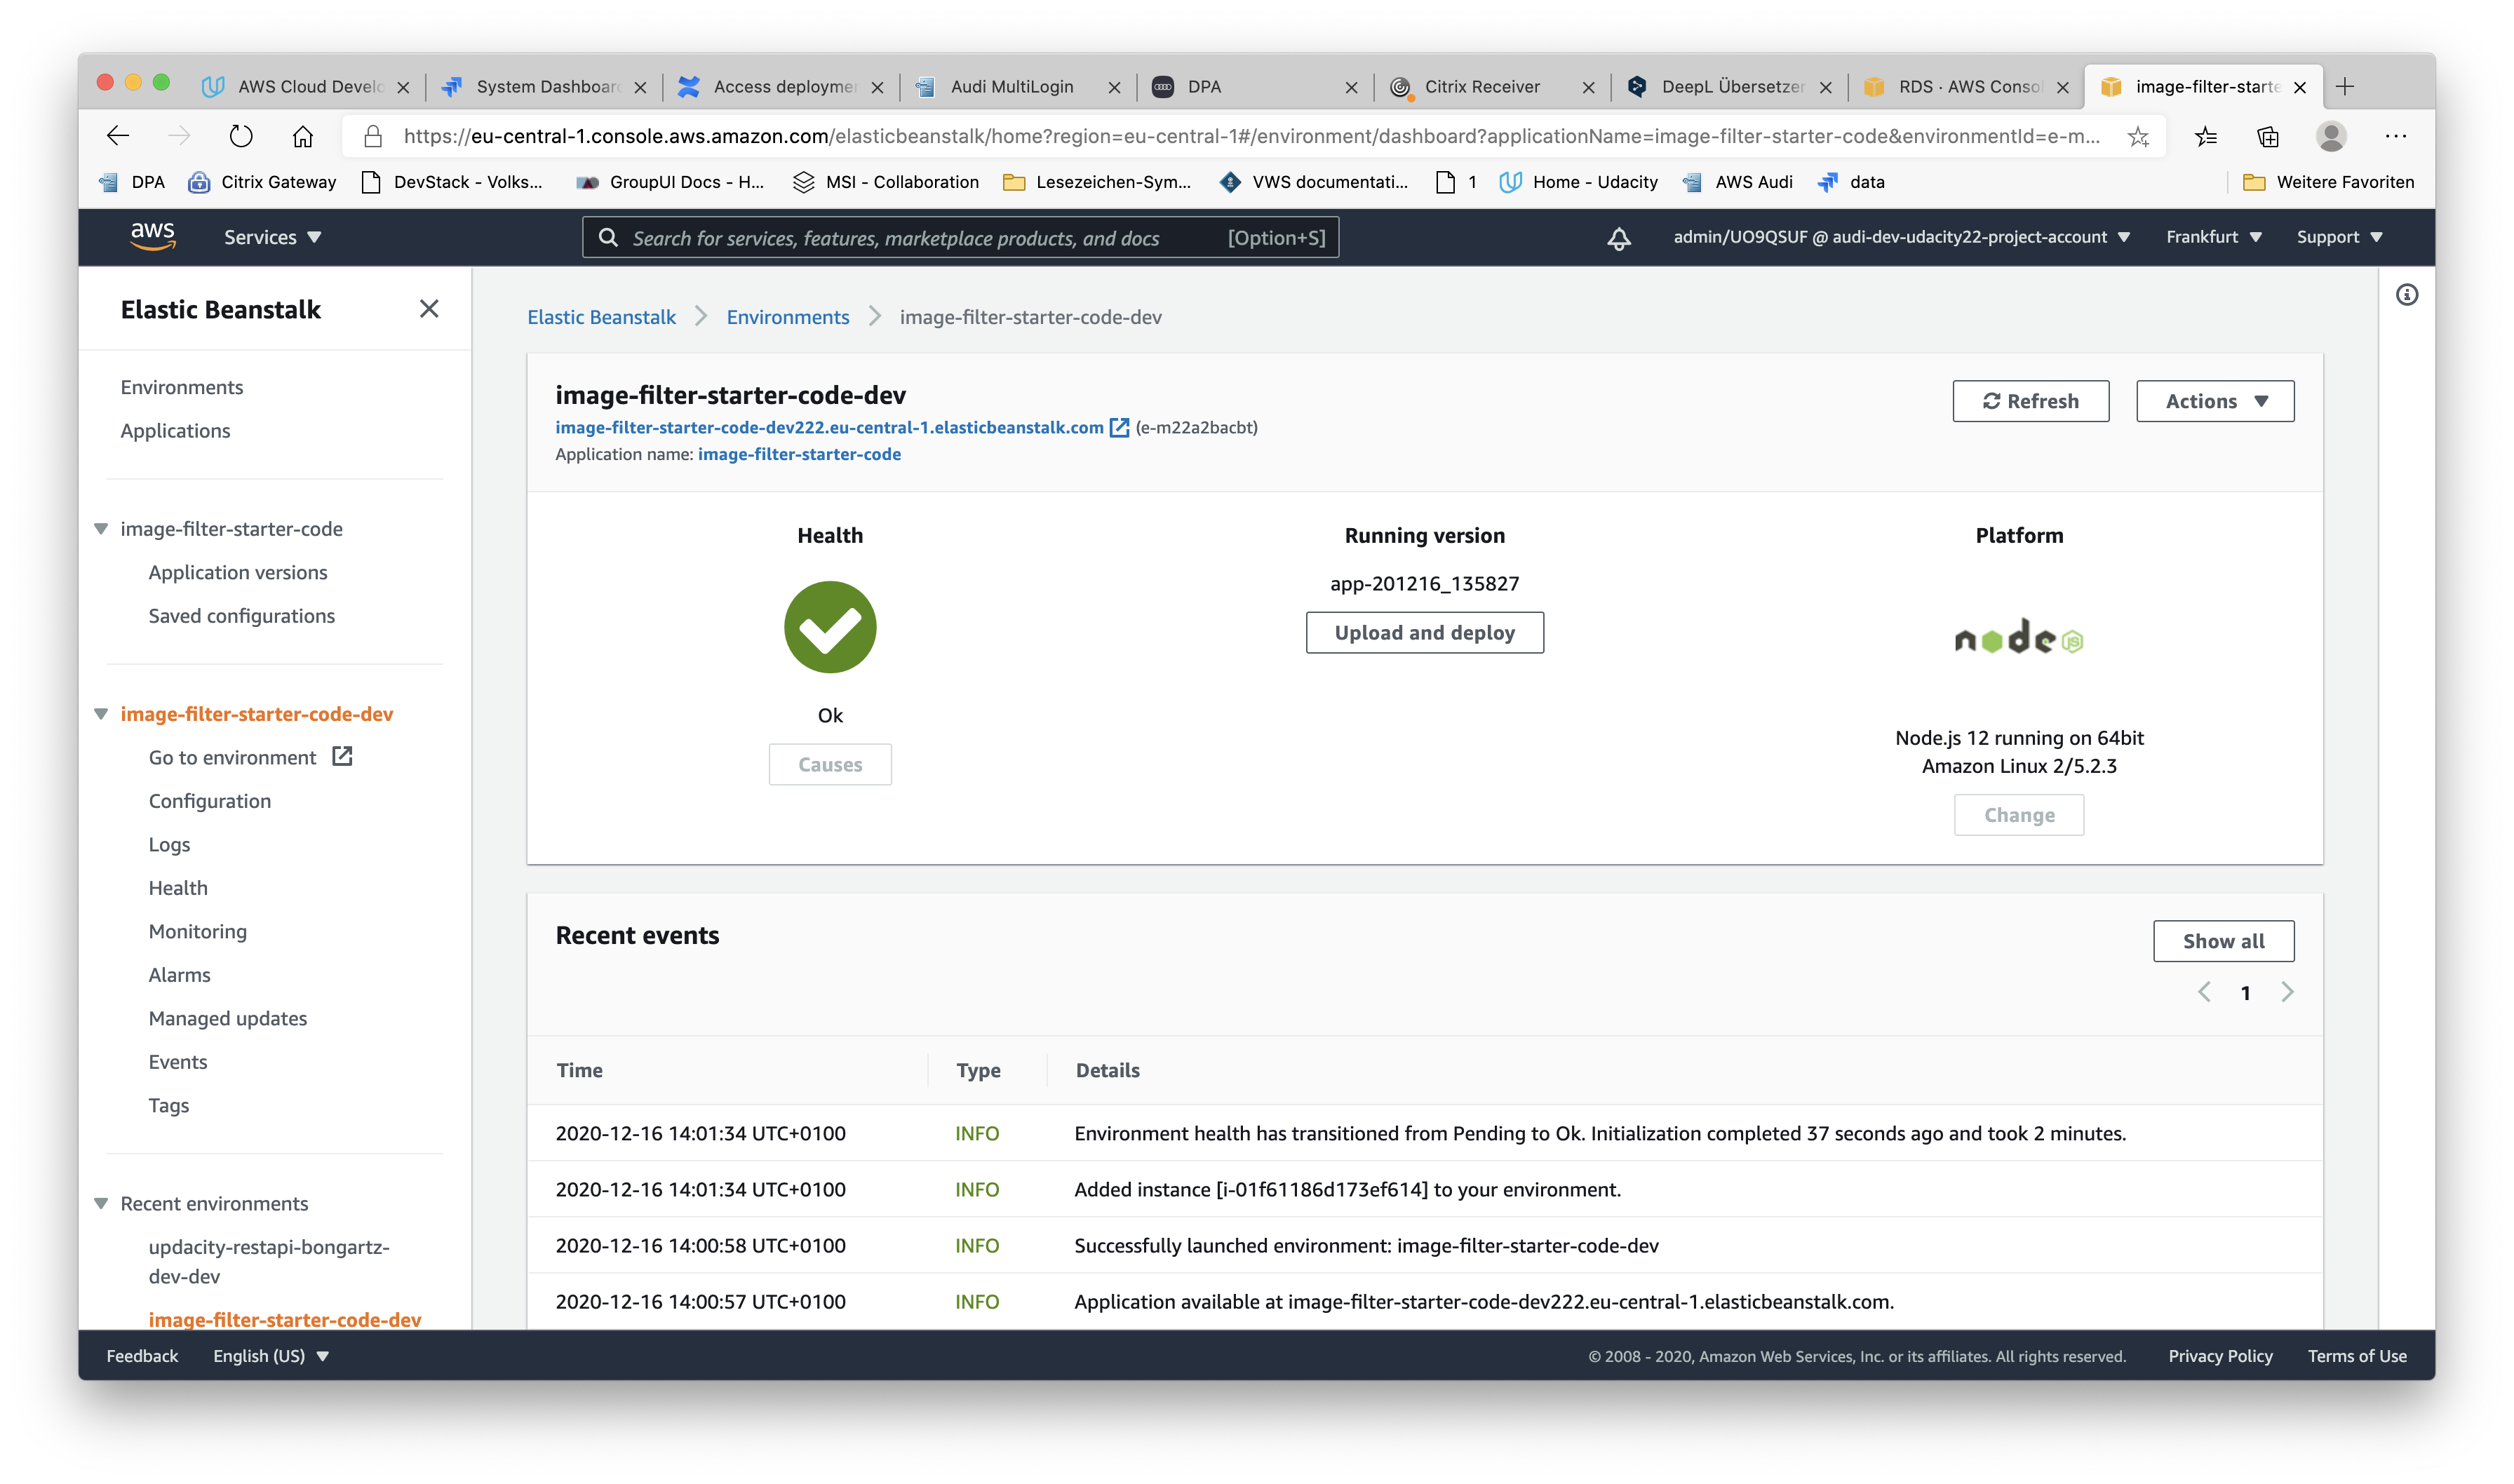 AWS Cloud Develo
System Dashboard
Access deployme
Audi MultiLogin
DPA
Citrix Receiver
DeepL Übersetzer
RDS · AWS Conso
image-filter-starte
https://eu-central-1.console.aws.amazon.com/elasticbeanstalk/home?region=eu-central-1#/environment/dashboard?applicationName=image-filter-starter-code&environmentId=e-m...
DPA
Citrix Gateway
DevStack - Volks...
GroupUI Docs - H...
MSI - Collaboration
Lesezeichen-Sym...
VWS documentati...
1
Home - Udacity
AWS Audi
data
Weitere Favoriten
aws
Services
Search for services, features, marketplace products, and docs
[Option+S]
admin/UO9QSUF @ audi-dev-udacity22-project-account
Frankfurt
Support
Elastic Beanstalk
Environments
Applications
image-filter-starter-code
Application versions
Saved configurations
image-filter-starter-code-dev
Go to environment
Configuration
Logs
Health
Monitoring
Alarms
Managed updates
Events
Tags
Recent environments
updacity-restapi-bongartz-
dev-dev
image-filter-starter-code-dev
Elastic Beanstalk
Environments
image-filter-starter-code-dev
image-filter-starter-code-dev
image-filter-starter-code-dev222.eu-central-1.elasticbeanstalk.com (e-m22a2bacbt)
Application name: image-filter-starter-code
Refresh
Actions
Health
Ok
Causes
Running version
app-201216_135827
Upload and deploy
Platform
node JS
Node.js 12 running on 64bit
Amazon Linux 2/5.2.3
Change
Recent events
Show all
1
Time Type Details
2020-12-16 14:01:34 UTC+0100 INFO Environment health has transitioned from Pending to Ok. Initialization completed 37 seconds ago and took 2 minutes.
2020-12-16 14:01:34 UTC+0100 INFO Added instance [i-01f61186d173ef614] to your environment.
2020-12-16 14:00:58 UTC+0100 INFO Successfully launched environment: image-filter-starter-code-dev
2020-12-16 14:00:57 UTC+0100 INFO Application available at image-filter-starter-code-dev222.eu-central-1.elasticbeanstalk.com.
Feedback
English (US)
© 2008 - 2020, Amazon Web Services, Inc. or its affiliates. All rights reserved.
Privacy Policy
Terms of Use